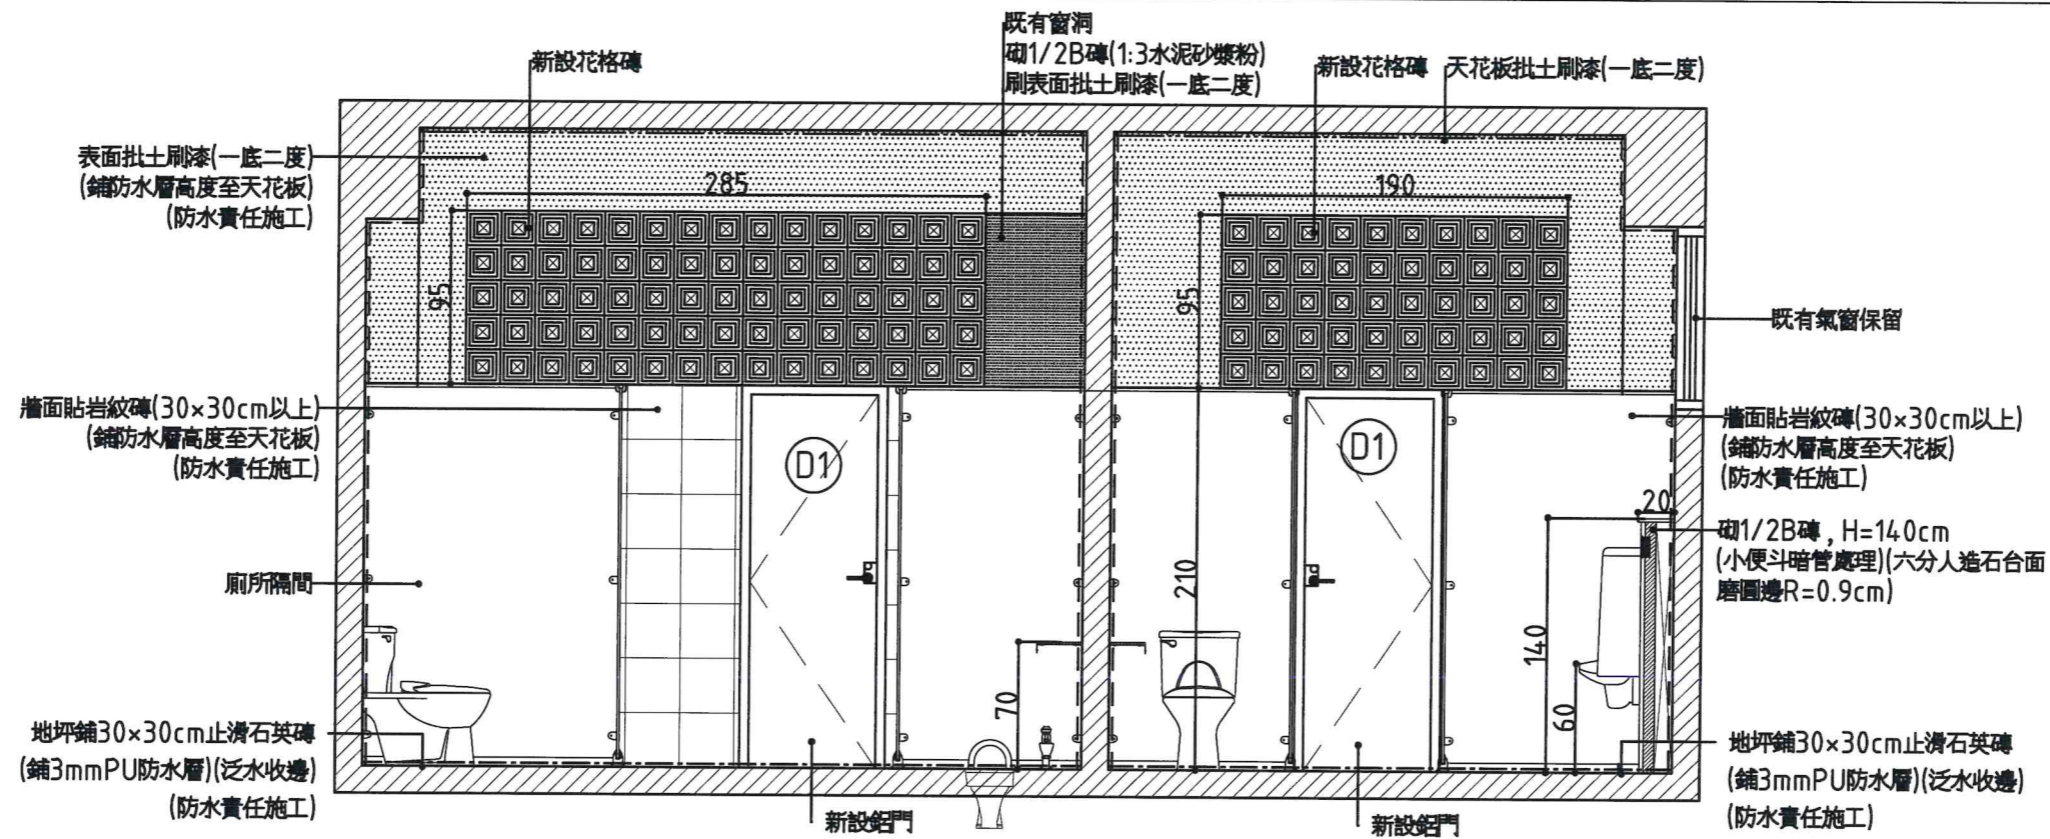 既有窗洞
砌1/2B磚(1:3水泥砂漿粉)
刷表面批土刷漆(一底二度)
新設花格磚
新設花格磚
天花板批土刷漆(一底二度)
表面批土刷漆(一底二度)
(鋪防水層高度至天花板)
(防水責任施工)
285
190
95
95
既有氣窗保留
牆面貼岩紋磚(30×30cm以上)
(鋪防水層高度至天花板)
(防水責任施工)
D1
D1
牆面貼岩紋磚(30×30cm以上)
(鋪防水層高度至天花板)
(防水責任施工)
20
砌1/2B磚,H=140cm
(小便斗暗管處理)(六分人造石台面
磨圓邊R=0.9cm)
廁所隔間
210
140
70
60
地坪鋪30×30cm止滑石英磚
(鋪3mmPU防水層)(泛水收邊)
(防水責任施工)
地坪鋪30×30cm止滑石英磚
(鋪3mmPU防水層)(泛水收邊)
(防水責任施工)
新設鋁門
新設鋁門